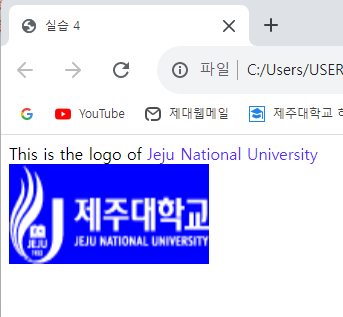 실습 4
파일 C:/Users/USER
YouTube 제대웹메일 제주대학교
This is the logo of Jeju National University
제주대학교
JEJU
1952
JEJU NATIONAL UNIVERSITY